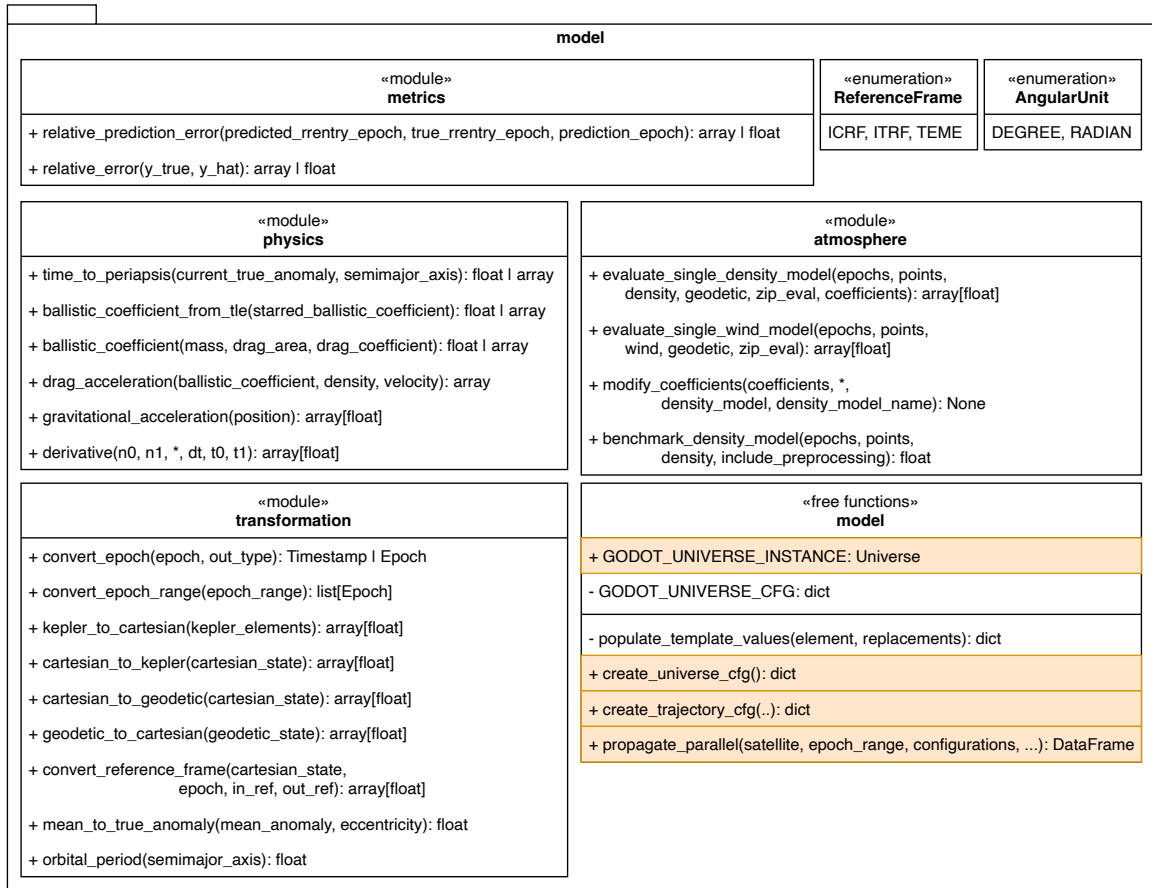 model
«module»
metrics
+ relative_prediction_error(predicted_rrentry_epoch, true_rrentry_epoch, prediction_epoch): array | float
+ relative_error(y_true, y_hat): array | float
«enumeration»
ReferenceFrame
ICRF, ITRF, TEME
«enumeration»
AngularUnit
DEGREE, RADIAN
«module»
physics
+ time_to_periapsis(current_true_anomaly, semimajor_axis): float | array
+ ballistic_coefficient_from_tle(starred_ballistic_coefficient): float | array
+ ballistic_coefficient(mass, drag_area, drag_coefficient): float | array
+ drag_acceleration(ballistic_coefficient, density, velocity): array
+ gravitational_acceleration(position): array[float]
+ derivative(n0, n1, *, dt, t0, t1): array[float]
«module»
atmosphere
+ evaluate_single_density_model(epochs, points,
density, geodetic, zip_eval, coefficients): array[float]
+ evaluate_single_wind_model(epochs, points,
wind, geodetic, zip_eval): array[float]
+ modify_coefficients(coefficients, *,
density_model, density_model_name): None
+ benchmark_density_model(epochs, points,
density, include_preprocessing): float
«module»
transformation
+ convert_epoch(epoch, out_type): Timestamp | Epoch
+ convert_epoch_range(epoch_range): list[Epoch]
+ kepler_to_cartesian(kepler_elements): array[float]
+ cartesian_to_kepler(cartesian_state): array[float]
+ cartesian_to_geodetic(cartesian_state): array[float]
+ geodetic_to_cartesian(geodetic_state): array[float]
+ convert_reference_frame(cartesian_state,
epoch, in_ref, out_ref): array[float]
+ mean_to_true_anomaly(mean_anomaly, eccentricity): float
+ orbital_period(semimajor_axis): float
«free functions»
model
+ GODOT_UNIVERSE_INSTANCE: Universe
- GODOT_UNIVERSE_CFG: dict
- populate_template_values(element, replacements): dict
+ create_universe_cfg(): dict
+ create_trajectory_cfg(..): dict
+ propagate_parallel(satellite, epoch_range, configurations, ...): DataFrame